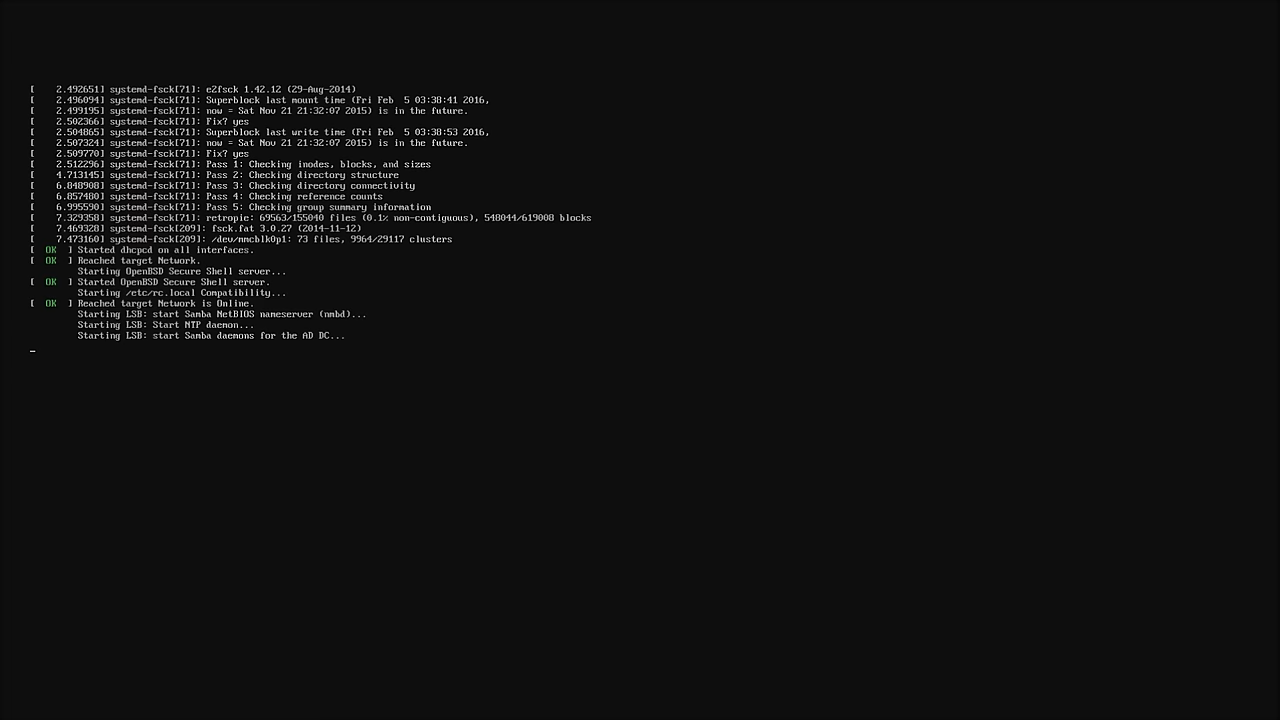 [    2.492651] systemd-fsck[71]: e2fsck 1.42.12 (29-Aug-2014)
[    2.496094] systemd-fsck[71]: Superblock last mount time (Fri Feb  5 03:38:41 2016,
[    2.499195] systemd-fsck[71]: now = Sat Nov 21 21:32:07 2015) is in the future.
[    2.502366] systemd-fsck[71]: Fix? yes
[    2.504865] systemd-fsck[71]: Superblock last write time (Fri Feb  5 03:38:53 2016,
[    2.507324] systemd-fsck[71]: now = Sat Nov 21 21:32:07 2015) is in the future.
[    2.509770] systemd-fsck[71]: Fix? yes
[    2.512296] systemd-fsck[71]: Pass 1: Checking inodes, blocks, and sizes
[    4.713145] systemd-fsck[71]: Pass 2: Checking directory structure
[    6.848908] systemd-fsck[71]: Pass 3: Checking directory connectivity
[    6.857480] systemd-fsck[71]: Pass 4: Checking reference counts
[    6.995590] systemd-fsck[71]: Pass 5: Checking group summary information
[    7.329358] systemd-fsck[71]: retropie: 69563/155040 files (0.1% non-contiguous), 548044/619008 blocks
[    7.469328] systemd-fsck[209]: fsck.fat 3.0.27 (2014-11-12)
[    7.473160] systemd-fsck[209]: /dev/mmcblk0p1: 73 files, 9964/29117 clusters
[  OK  ] Started dhcpcd on all interfaces.
[  OK  ] Reached target Network.
         Starting OpenBSD Secure Shell server...
[  OK  ] Started OpenBSD Secure Shell server.
         Starting /etc/rc.local Compatibility...
[  OK  ] Reached target Network is Online.
         Starting LSB: start Samba NetBIOS nameserver (nmbd)...
         Starting LSB: Start NTP daemon...
         Starting LSB: start Samba daemons for the AD DC...